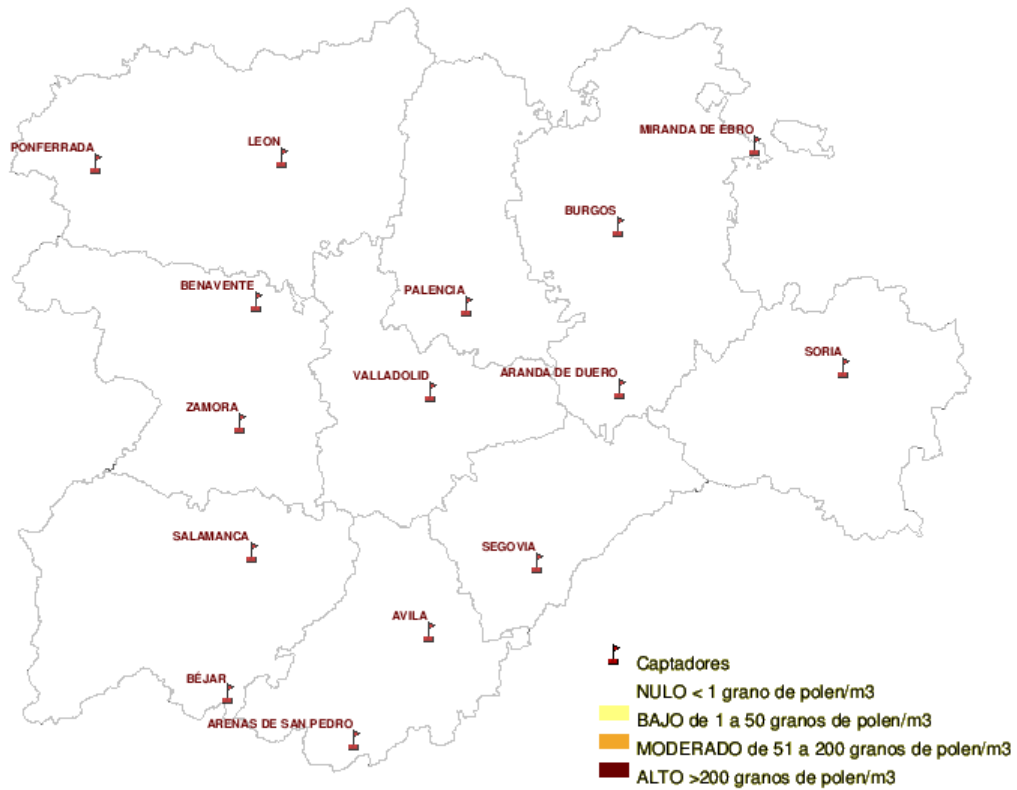 MIRANDA DE EBRO
PONFERRADA
LEON
BURGOS
BENAVENTE
PALENCIA
SORIA
VALLADOLID
ARANDA DE DUERO
ZAMORA
SALAMANCA
SEGOVIA
AVILA
BÉJAR
ARENAS DE SAN PEDRO
Captadores
NULO < 1 grano de polen/m3
BAJO de 1 a 50 granos de polen/m3
MODERADO de 51 a 200 granos de polen/m3
ALTO >200 granos de polen/m3